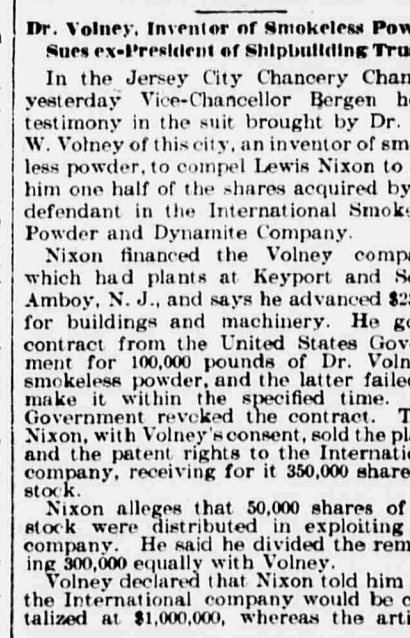 Dr. Volney, Inventor of Smokeless Pow
Sues ex-President of Shipbuilding Tru
In the Jersey City Chancery Cham
yesterday Vice-Chancellor Bergen h
testimony in the suit brought by Dr.
W. Volney of this city, an inventor of smo
less powder, to compel Lewis Nixon to
him one half of the shares acquired by
defendant in the International Smoke
Powder and Dynamite Company.
Nixon financed the Volney compa
which had plants at Keyport and So
Amboy, N. J., and says he advanced $2
for buildings and machinery. He go
contract from the United States Gov
ment for 100,000 pounds of Dr. Voln
smokeless powder, and the latter failed
make it within the specified time.
Government revoked the contract. T
Nixon, with Volney's consent, sold the pla
and the patent rights to the Internatio
company, receiving for it 350,000 share
stock.
Nixon alleges that 50,000 shares of
stock were distributed in exploiting
company. He said he divided the rem
ing 300,000 equally with Volney.
Volney declared that Nixon told him
the International company would be c
talized at $1,000,000, whereas the arti